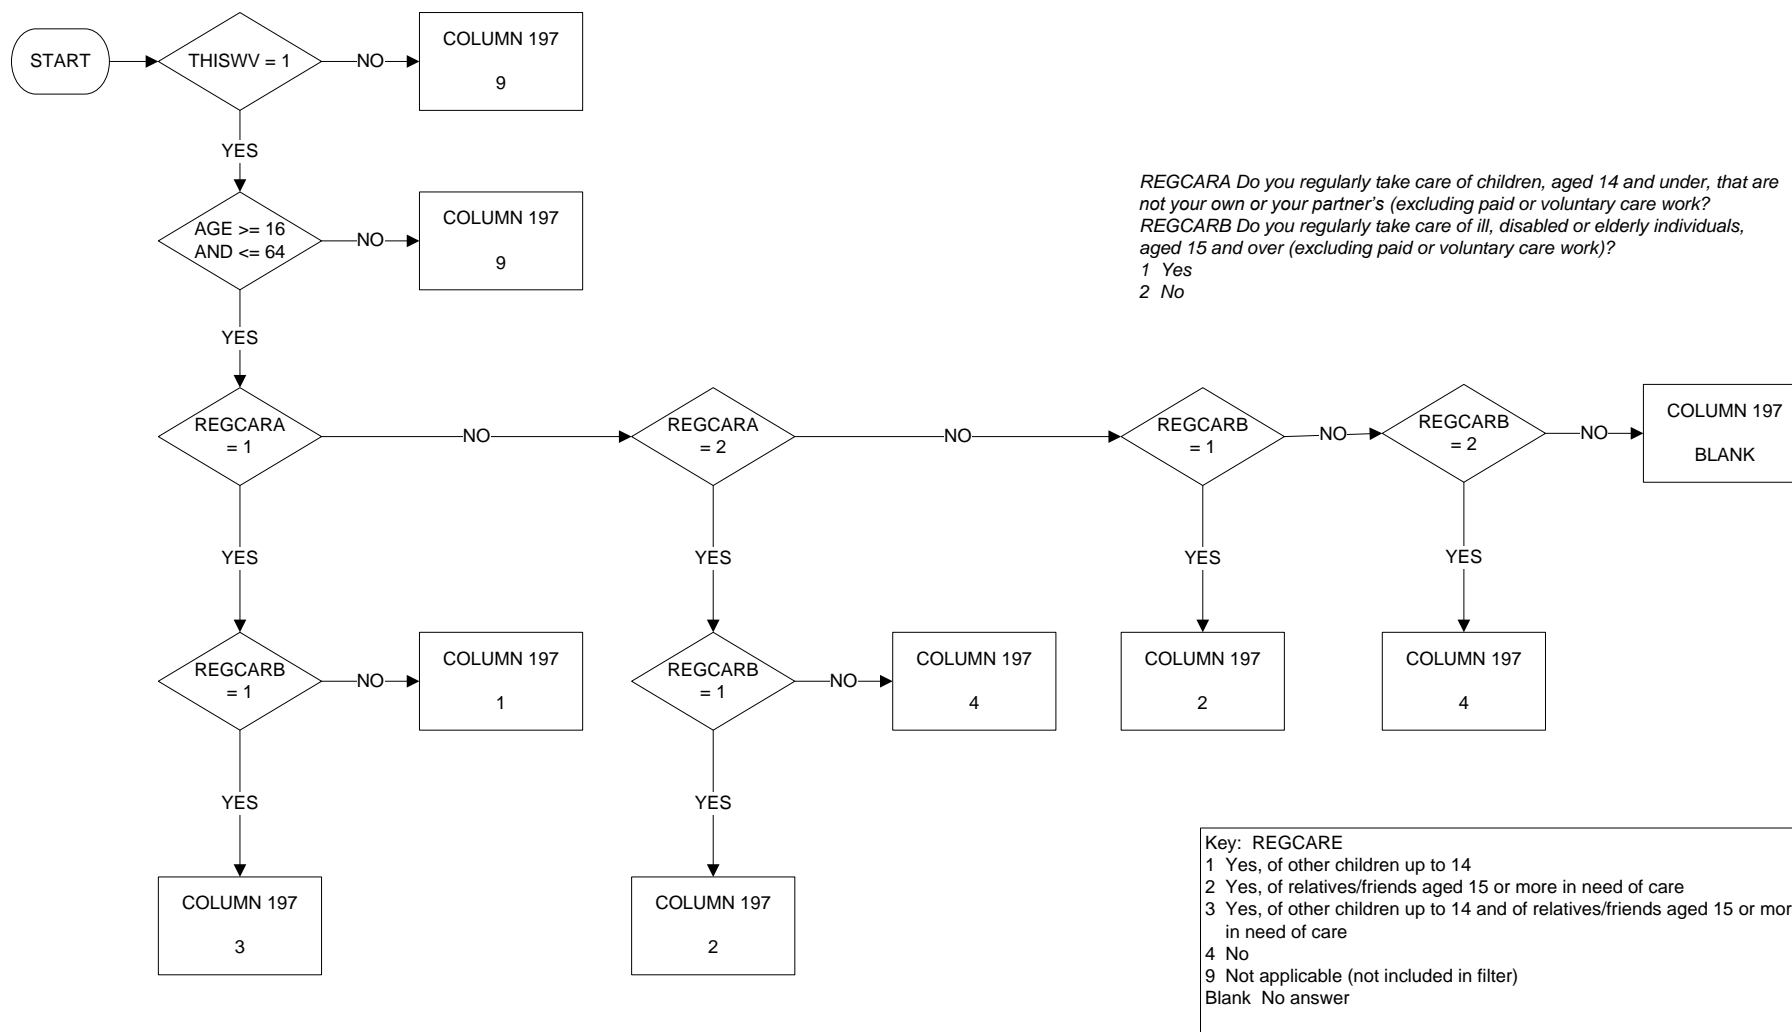 START
THISWV = 1
NO
COLUMN 197
9
YES
AGE >= 16
AND <= 64
NO
COLUMN 197
9
REGCARA Do you regularly take care of children, aged 14 and under, that are
not your own or your partner's (excluding paid or voluntary care work?
REGCARB Do you regularly take care of ill, disabled or elderly individuals,
aged 15 and over (excluding paid or voluntary care work)?
1 Yes
2 No
YES
REGCARA
= 1
NO
REGCARA
= 2
NO
REGCARB
= 1
NO
REGCARB
= 2
NO
COLUMN 197
BLANK
YES
YES
YES
YES
REGCARB
= 1
NO
COLUMN 197
1
REGCARB
= 1
NO
COLUMN 197
4
COLUMN 197
2
COLUMN 197
4
YES
YES
COLUMN 197
3
COLUMN 197
2
Key: REGCARE
1 Yes, of other children up to 14
2 Yes, of relatives/friends aged 15 or more in need of care
3 Yes, of other children up to 14 and of relatives/friends aged 15 or mor
in need of care
4 No
9 Not applicable (not included in filter)
Blank No answer